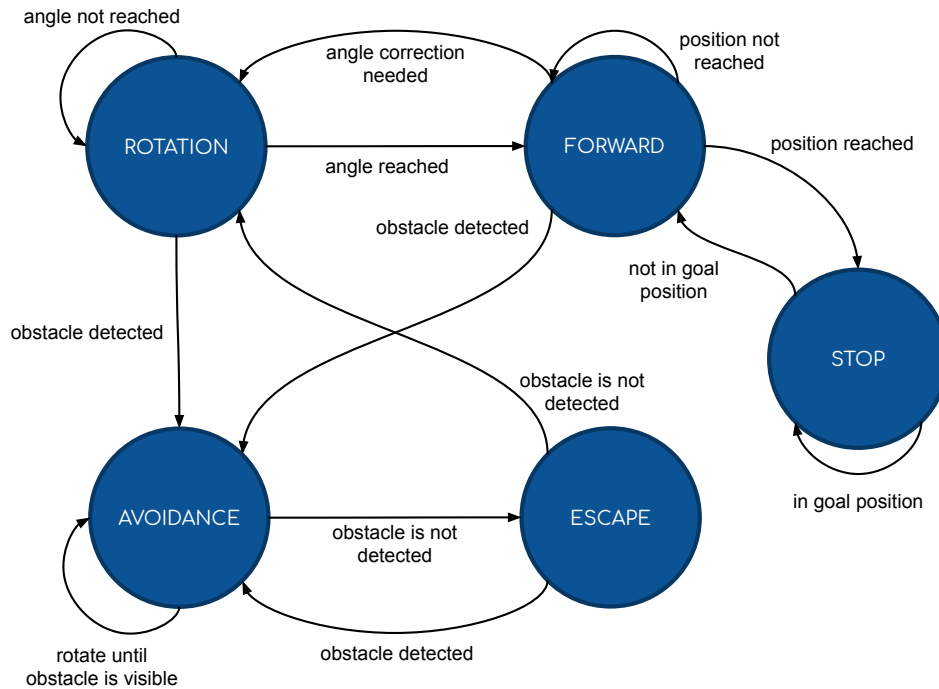 angle not reached
angle correction
needed
position not
reached
ROTATION
FORWARD
position reached
angle reached
obstacle detected
not in goal
position
obstacle detected
STOP
obstacle is not
detected
in goal position
AVOIDANCE
ESCAPE
obstacle is not
detected
rotate until
obstacle is visible
obstacle detected